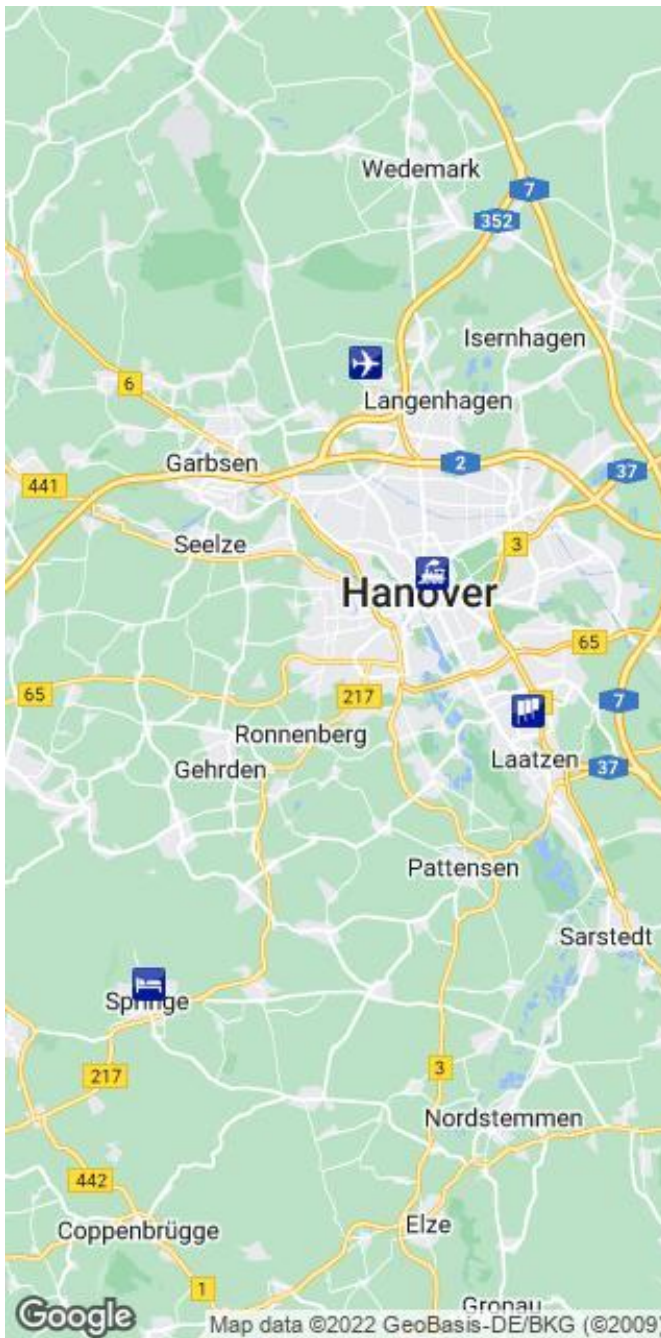 Wedemark
7
352
Isernhagen
6
Langenhagen
Garbsen
2
441
37
Seelze
3
Hanover
65
65
217
7
Ronnenberg
Gehrden
Laatzen
37
Pattensen
Sarstedt
Springe
217
3
Nordstemmen
442
Coppenbrügge
Elze
1
Gronau
Google
Map data ©2022 GeoBasis-DE/BKG (©2009